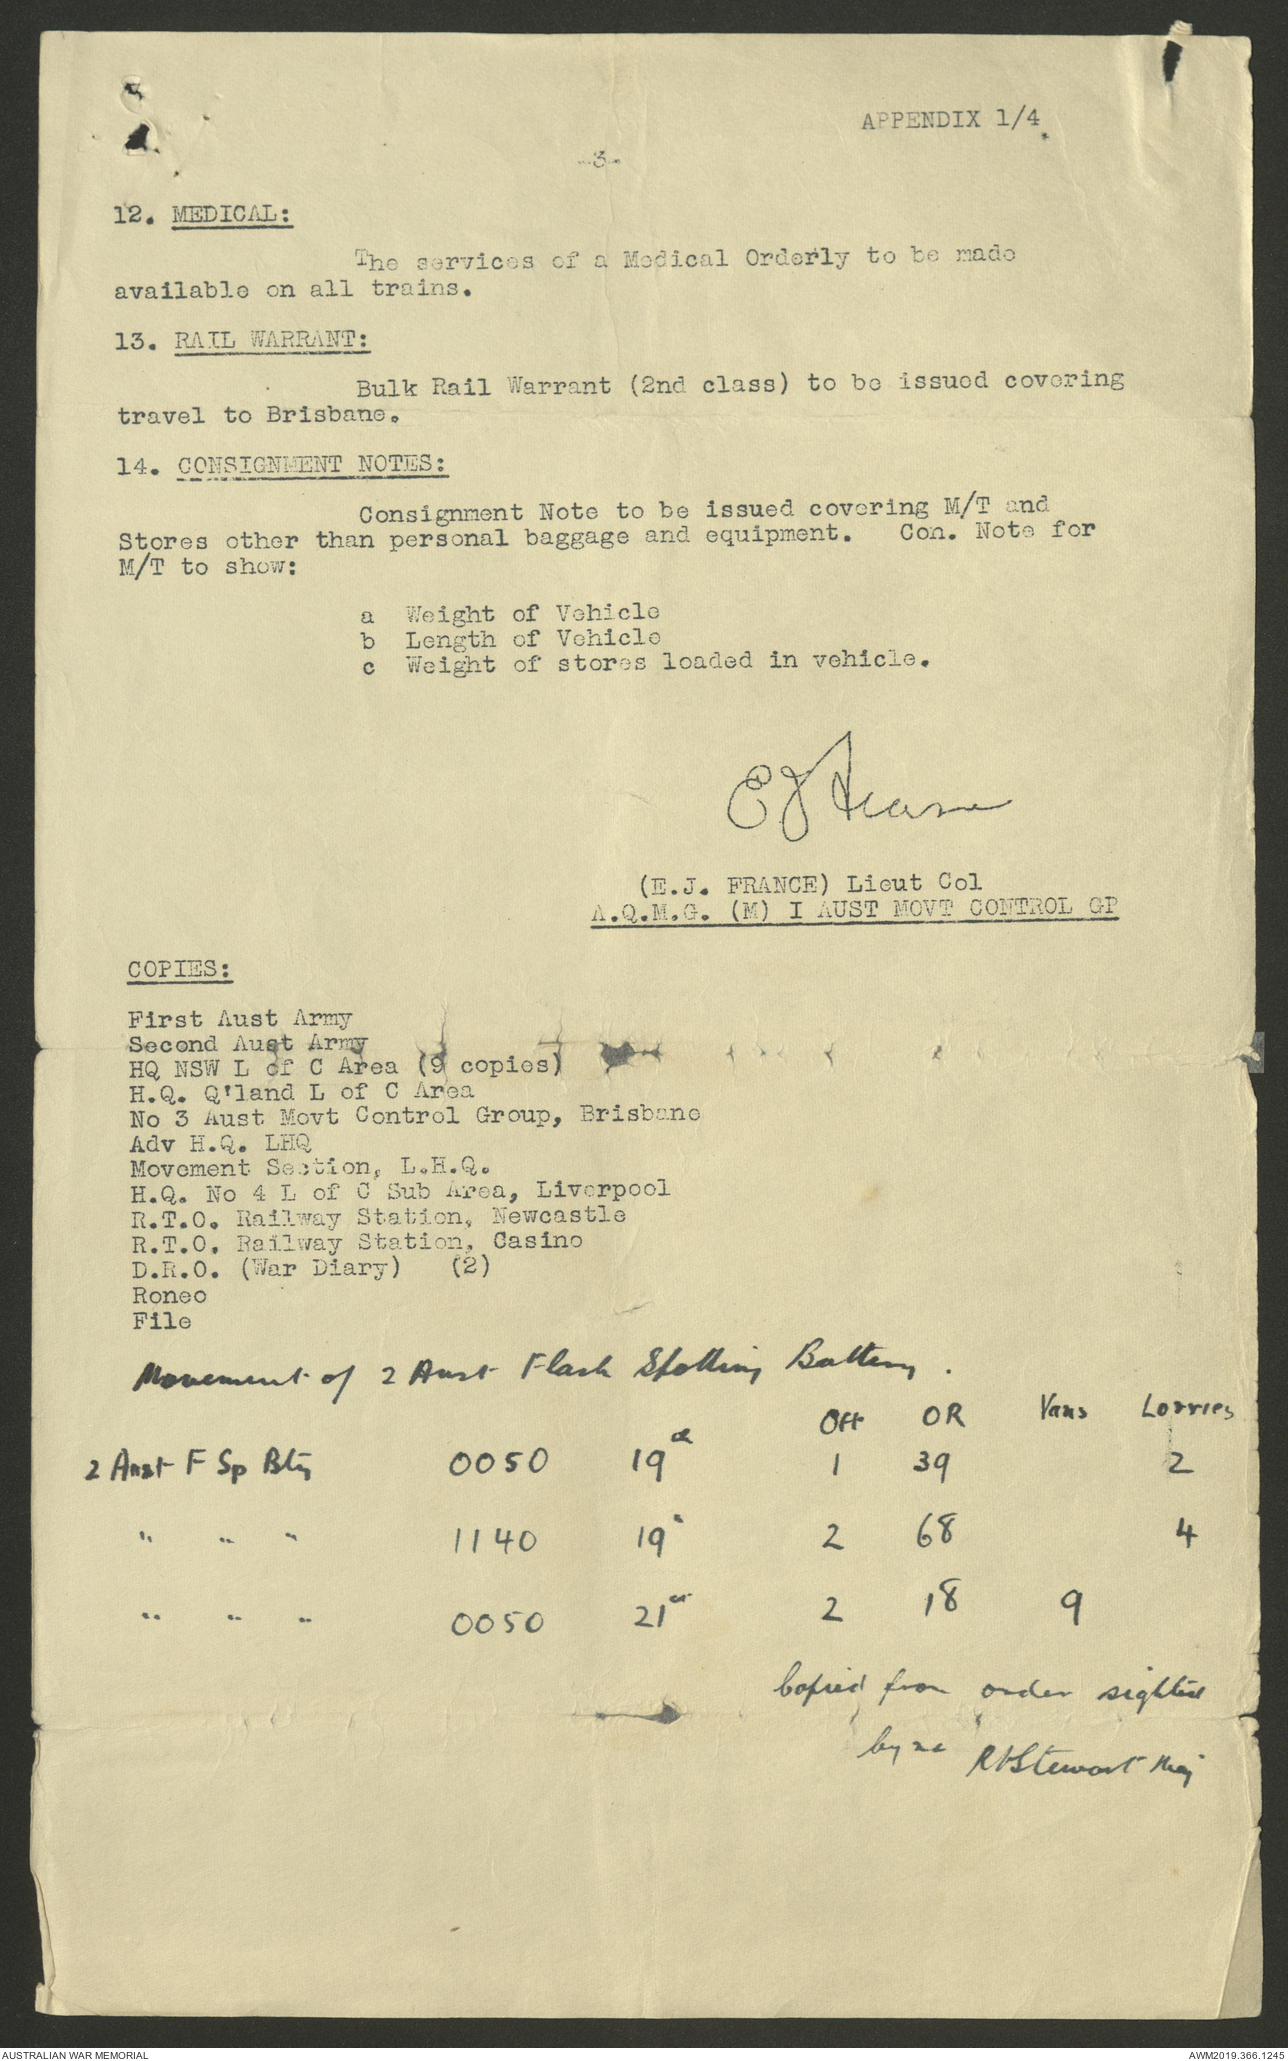 APPENDIX 1/4.
-3-
12. MEDICAL:
The services of a Medical Orderly to be made
available on all trains.
13. RAIL WARRANT:
Bulk Rail Warrant (2nd class) to be issued covering
travel to Brisbane.
14. CONSIGNMENT NOTES:
Consignment Note to be issued covering M/T and
Stores other than personal baggage and equipment. Con. Note for
M/T to show:
a Weight of Vehicle
b Length of Vehicle
c Weight of stores loaded in vehicle.
E J France
(E.J. FRANCE) Lieut Col
A.Q.M.G. (M) I AUST MOVT CONTROL GP
COPIES:
First Aust Army
Second Aust Army
HQ NSW L of C Area (9 copies)
H.Q. Q'land L of C Area
No 3 Aust Movt Control Group, Brisbane
Adv H.Q. LHQ
Movement Section, L.H.Q.
H.Q. No 4 L of C Sub Area, Liverpool
R.T.O. Railway Station, Newcastle
R.T.O. Railway Station, Casino
D.R.O. (War Diary) (2)
Roneo
File
Movement of 2 Aust Flash Spotting Battery.
Off OR Vans Lorries
2 Aust F Sp Bty 0050 19th 1 39 2
" " " 1140 19" 2 68 4
" " " 0050 21st 2 18 9
Copied from order sighted
by me RHStewart Maj
AUSTRALIAN WAR MEMORIAL
AWM2019.366.1245